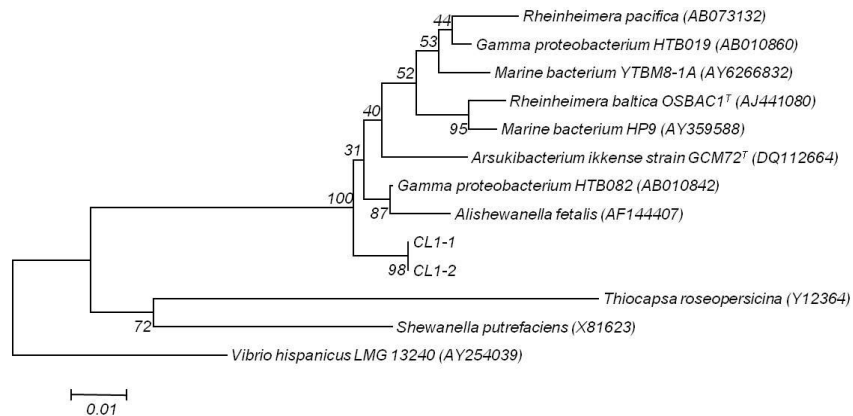 Rheinheimera pacifica (AB073132)
44
Gamma proteobacterium HTB019 (AB010860)
53
Marine bacterium YTBM8-1A (AY6266832)
52
Rheinheimera baltica OSBAC1ᵀ (AJ441080)
40
95
Marine bacterium HP9 (AY359588)
31
Arsukibacterium ikkense strain GCM72ᵀ (DQ112664)
Gamma proteobacterium HTB082 (AB010842)
100
87
Alishewanella fetalis (AF144407)
CL1-1
98
CL1-2
Thiocapsa roseopersicina (Y12364)
72
Shewanella putrefaciens (X81623)
Vibrio hispanicus LMG 13240 (AY254039)
0.01